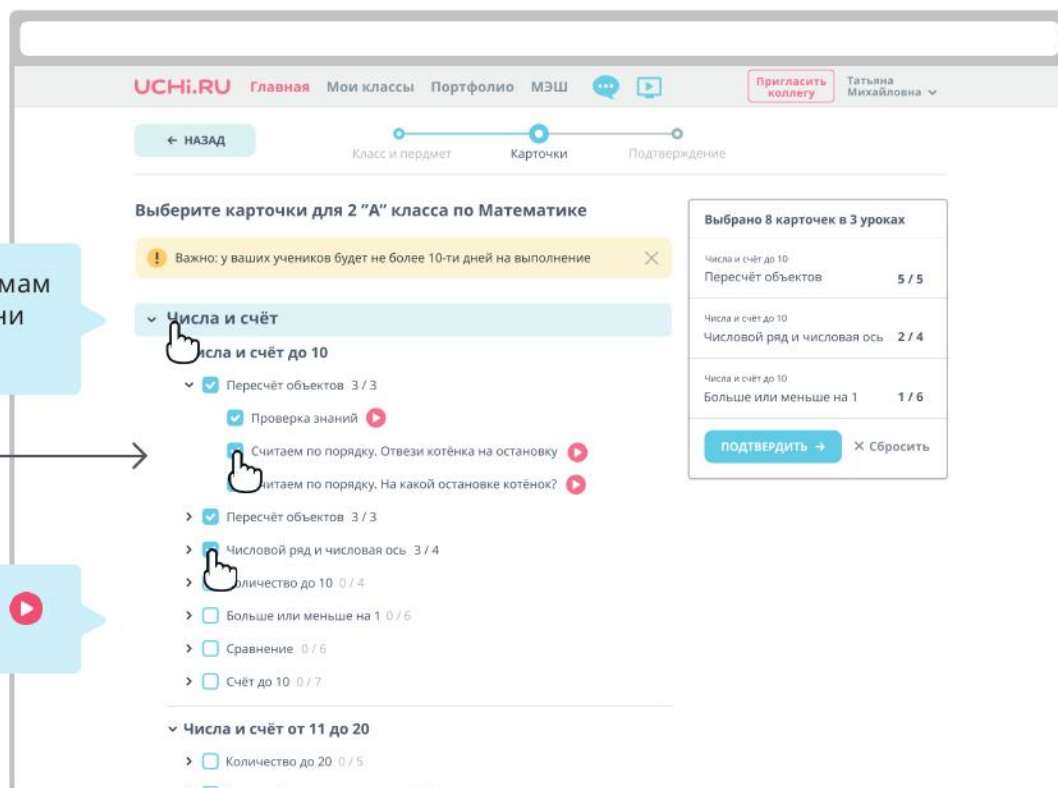 UCHi.RU Главная Мои классы Портфолио МЭШ
Пригласить
коллегу
Татьяна
Михайловна
← НАЗАД
Класс и пердмет
Карточки
Подтверждение
Выберите карточки для 2 "А" класса по Математике
! Важно: у ваших учеников будет не более 10-ти дней на выполнение
мам
ни
Числа и счёт
исла и счёт до 10
Пересчёт объектов 3 / 3
Проверка знаний
Считаем по порядку. Отвези котёнка на остановку
читаем по порядку. На какой остановке котёнок?
Пересчёт объектов 3 / 3
Числовой ряд и числовая ось 3 / 4
оличество до 10 0 / 4
Больше или меньше на 1 0 / 6
Сравнение 0 / 6
Счёт до 10 0 / 7
Числа и счёт от 11 до 20
Количество до 20 0 / 5
Выбрано 8 карточек в 3 уроках
Числа и счёт до 10
Пересчёт объектов 5 / 5
Числа и счёт до 10
Числовой ряд и числовая ось 2 / 4
Числа и счёт до 10
Больше или меньше на 1 1 / 6
ПОДТВЕРДИТЬ → × Сбросить